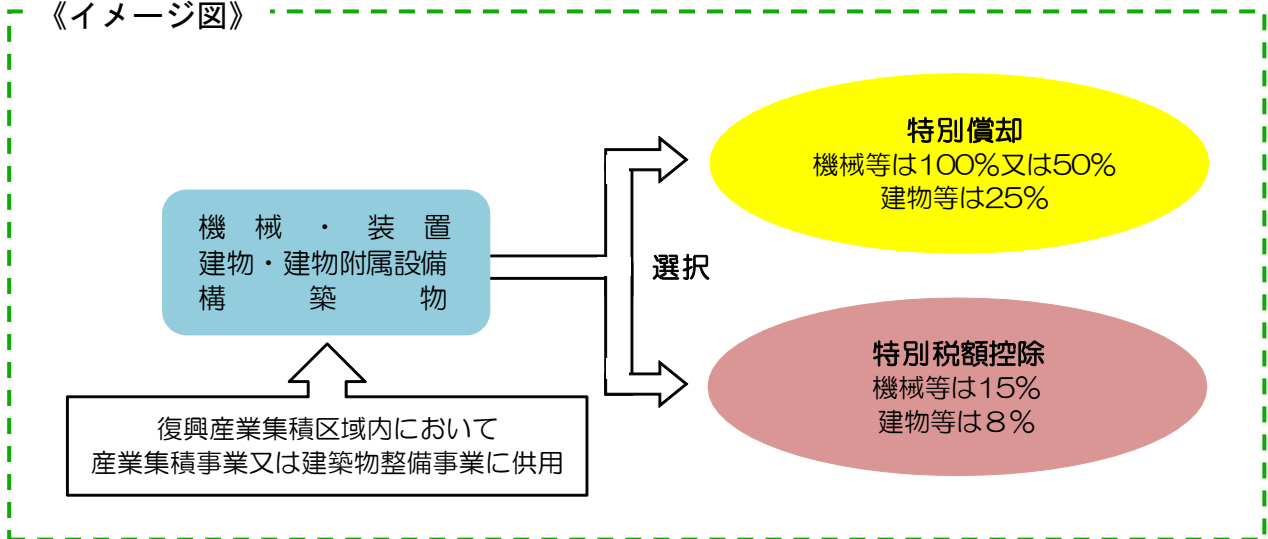 《イメージ図》
特別償却
機械等は100％又は50％
建物等は25％
機械・装置
建物・建物附属設備
構築物
選択
特別税額控除
機械等は15％
建物等は８％
復興産業集積区域内において
産業集積事業又は建築物整備事業に供用